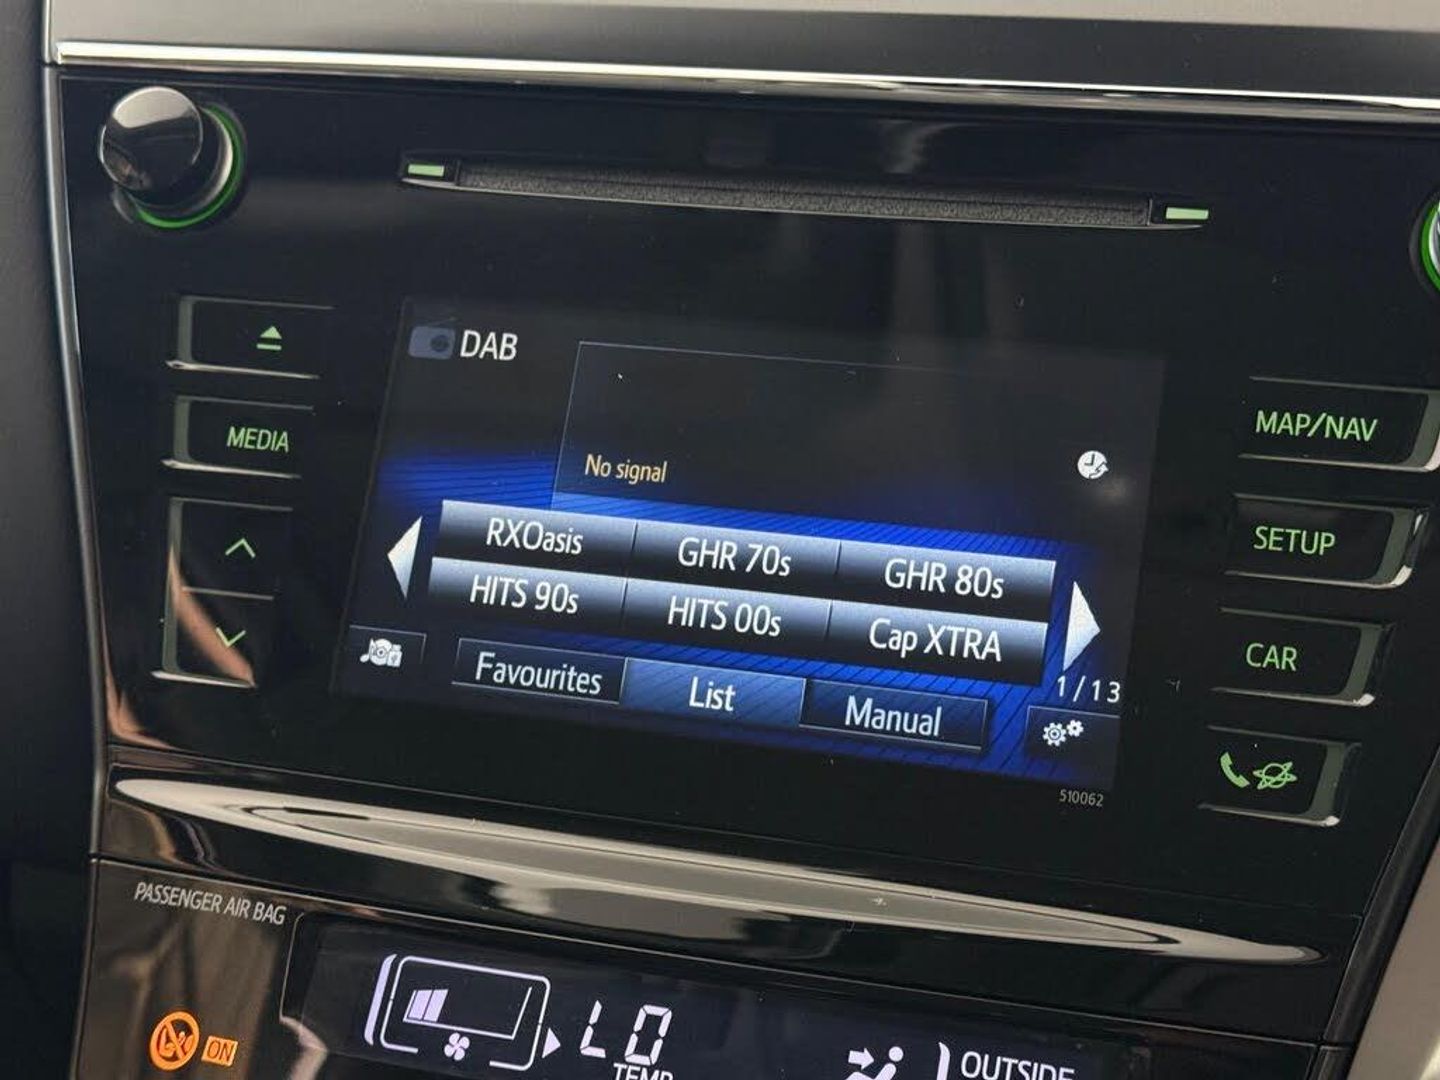 DAB
MEDIA
MAP/NAV
No signal
RXOasis GHR 70s GHR 80s
SETUP
HITS 90s HITS 00s Cap XTRA
CAR
Favourites List Manual
1/13
510062
PASSENGER AIR BAG
ON
LO
TEMP
OUTSIDE